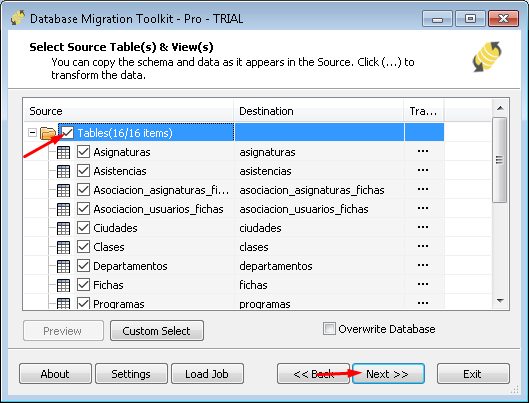 Database Migration Toolkit - Pro - TRIAL
Select Source Table(s) & View(s)
You can copy the schema and data as it appears in the Source. Click (...) to
transform the data.
Source Destination Tra...
Tables(16/16 items)
Asignaturas asignaturas ...
Asistencias asistencias ...
Asociacion_asignaturas_fi... asociacion_asignaturas_fichas ...
Asociacion_usuarios_fichas asociacion_usuarios_fichas ...
Ciudades ciudades ...
Clases clases ...
Departamentos departamentos ...
Fichas fichas ...
Programas programas ...
Preview Custom Select Overwrite Database
About Settings Load Job << Back Next >> Exit